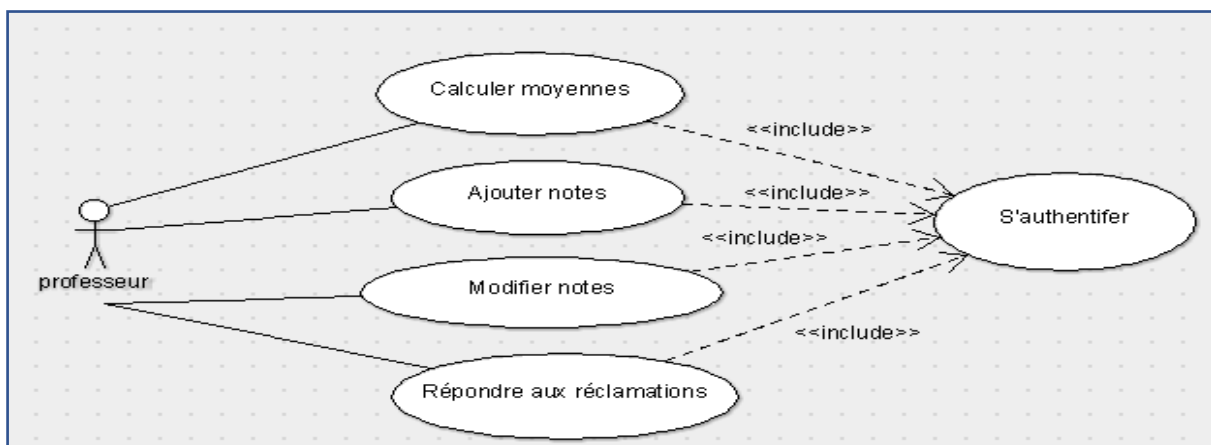 Calculer moyennes
<<include>>
Ajouter notes
<<include>>
S'authentifer
<<include>>
professeur
Modifier notes
<<include>>
Répondre aux réclamations